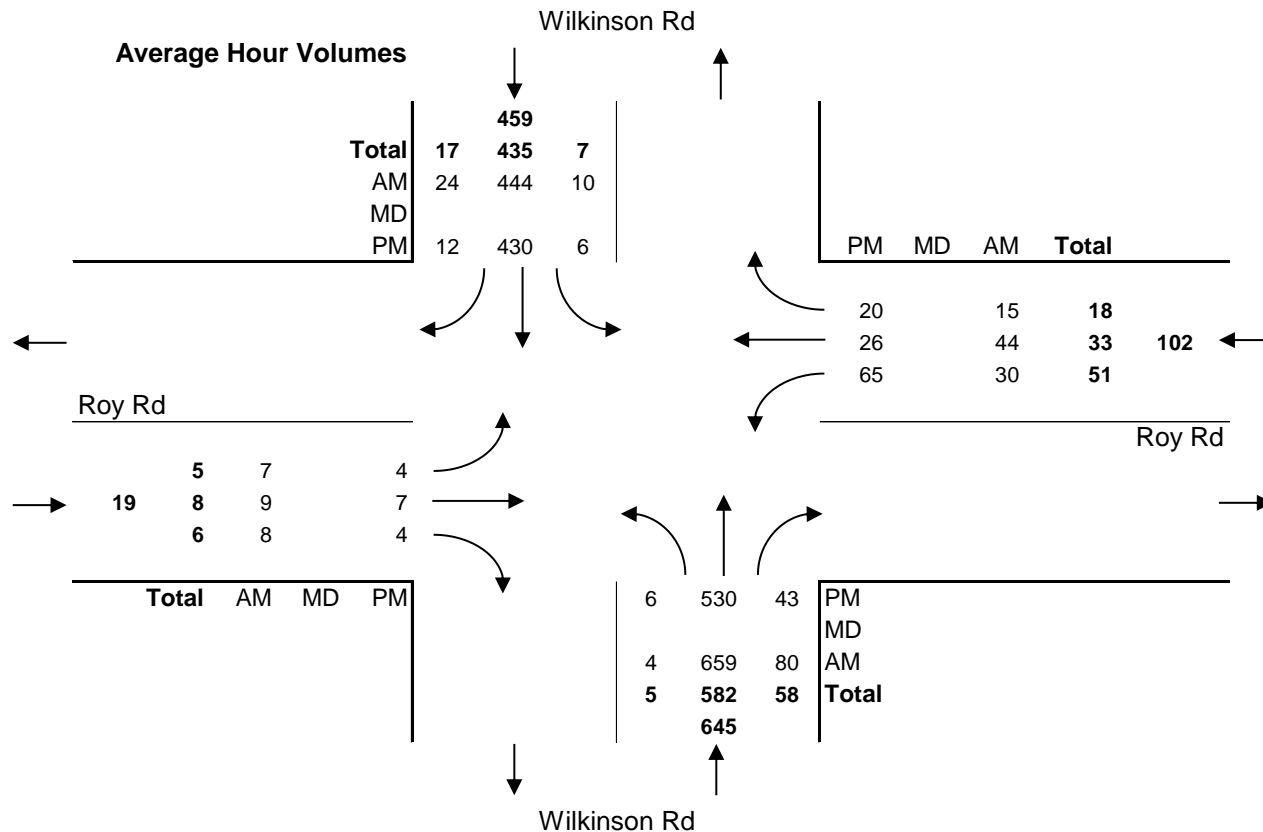 Wilkinson Rd
Average Hour Volumes
459
Total 17 435 7
AM 24 444 10
MD
PM 12 430 6
PM MD AM Total
20 15 18
26 44 33 102
65 30 51
Roy Rd
Roy Rd
5 7 4
19 8 9 7
6 8 4
Total AM MD PM
6 530 43 PM
MD
4 659 80 AM
5 582 58 Total
645
Wilkinson Rd